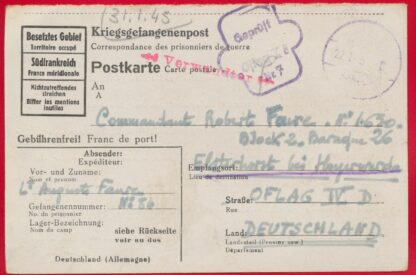 (31.1.45)
Besetztes Gebiet
Territoire occupé
Südfrankreich
France méridionale
Nichtzutreffendes streichen
Biffer les mentions inutiles
Kriegsgefangenenpost
Correspondance des prisonniers de guerre
Postkarte Carte postale
Geprüft
An
A
Commandant Robert Faure - N° 1630-
Block 2. Baraque 26
Gebührenfrei! Franc de port!
Absender:
Expéditeur:
Vor- und Zuname:
Nom et prénom
Lt Auguste Faure
Gefangenennummer: N° 56
No. du prisonnier
Lager-Bezeichnung:
Nom du camp
siehe Rückseite
voir au dos
Deutschland (Allemagne)
Elsterhorst bei Hoyerswerda
Empfangsort:
Lieu de destination
Straße: OFLAG IV D
Rue
Land: DEUTSCHLAND
Landesteil (Provinz usw.)
Département